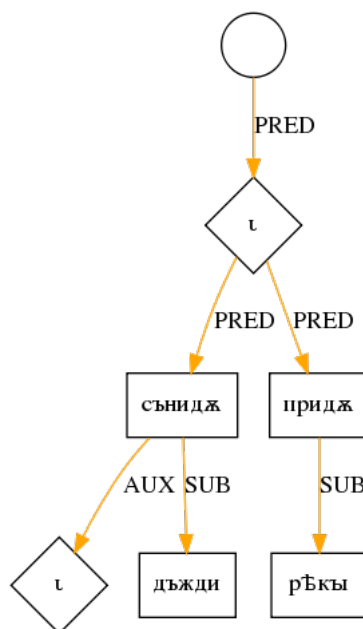 PRED
ι
PRED PRED
сънидѫ придѫ
AUX SUB SUB
ι дъжди рѣкы